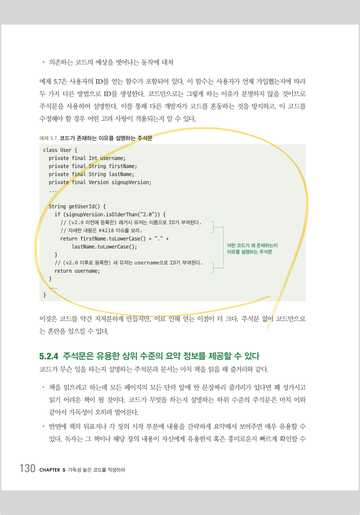 • 의존하는 코드의 예상을 벗어나는 동작에 대처
예제 5.7은 사용자의 ID를 얻는 함수가 포함되어 있다. 이 함수는 사용자가 언제 가입했는지에 따라
두 가지 다른 방법으로 ID를 생성한다. 코드만으로는 그렇게 하는 이유가 분명하지 않을 것이므로
주석문을 사용하여 설명한다. 이를 통해 다른 개발자가 코드를 혼동하는 것을 방지하고, 이 코드를
수정해야 할 경우 어떤 고려 사항이 적용되는지 알 수 있다.
예제 5.7 코드가 존재하는 이유를 설명하는 주석문
class User {
private final Int username;
private final String firstName;
private final String lastName;
private final Version signupVersion;
...
String getUserId() {
if (signupVersion.isOlderThan("2.0")) {
// (v2.0 이전에 등록한) 레거시 유저는 이름으로 ID가 부여된다.
// 자세한 내용은 #4218 이슈를 보라.
return firstName.toLowerCase() + "." +
lastName.toLowerCase();
}
// (v2.0 이후로 등록한) 새 유저는 username으로 ID가 부여된다.
return username;
}
...
}
어떤 코드가 왜 존재하는지
이유를 설명하는 주석문
이것은 코드를 약간 지저분하게 만들지만, 이로 인해 얻는 이점이 더 크다. 주석문 없이 코드만으로
는 혼란을 일으킬 수 있다.
5.2.4 주석문은 유용한 상위 수준의 요약 정보를 제공할 수 있다
코드가 무슨 일을 하는지 설명하는 주석문과 문서는 마치 책을 읽을 때 줄거리와 같다.
• 책을 읽으려고 하는데 모든 페이지의 모든 단락 앞에 한 문장짜리 줄거리가 있다면 꽤 성가시고
읽기 어려운 책이 될 것이다. 코드가 무엇을 하는지 설명하는 하위 수준의 주석문은 마치 이와
같아서 가독성이 오히려 떨어진다.
• 반면에 책의 뒤표지나 각 장의 시작 부분에 내용을 간략하게 요약해서 보여주면 매우 유용할 수
있다. 독자는 그 책이나 해당 장의 내용이 자신에게 유용한지 혹은 흥미로운지 빠르게 확인할 수
130 CHAPTER 5 가독성 높은 코드를 작성하라